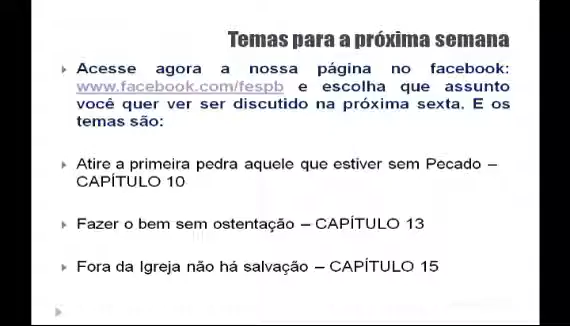 Temas para a próxima semana
Acesse agora a nossa página no facebook:
www.facebook.com/fespb e escolha que assunto
você quer ver ser discutido na próxima sexta. E os
temas são:
Atire a primeira pedra aquele que estiver sem Pecado –
CAPÍTULO 10
Fazer o bem sem ostentação – CAPÍTULO 13
Fora da Igreja não há salvação – CAPÍTULO 15